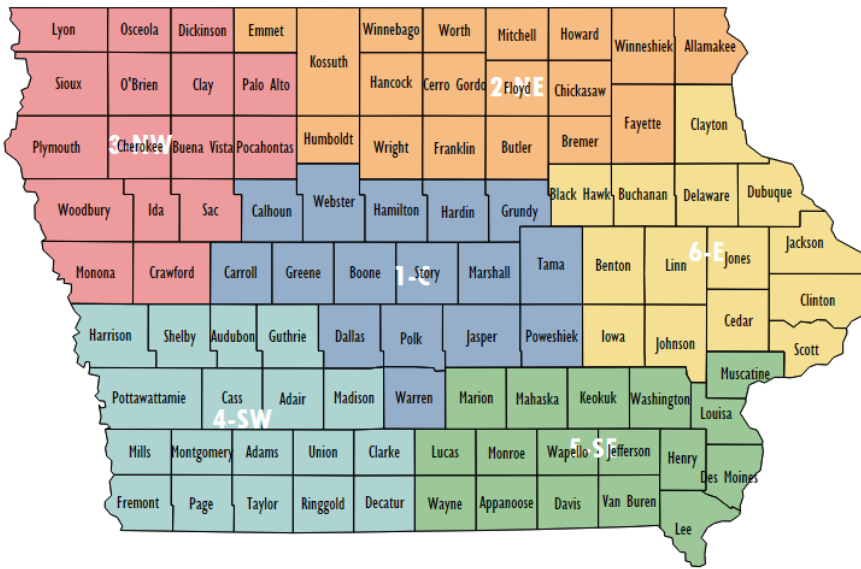 Lyon Osceola Dickinson Emmet Winnebago Worth Mitchell Howard Winneshiek Allamakee
Kossuth
Sioux O'Brien Clay Palo Alto Hancock Cerro Gordo Floyd Chickasaw
2-NE
Clayton
Fayette
Plymouth Cherokee Buena Vista Pocahontas Humboldt Wright Franklin Butler Bremer
3-NW
Woodbury Ida Sac Calhoun Webster Hamilton Hardin Grundy Black Hawk Buchanan Delaware Dubuque
Monona Crawford Carroll Greene Boone Story Marshall Tama Benton Linn Jones Jackson
1-C
6-E
Clinton
Harrison Shelby Audubon Guthrie Dallas Polk Jasper Poweshiek Iowa Johnson Cedar Scott
Muscatine
Pottawattamie Cass Adair Madison Warren Marion Mahaska Keokuk Washington Louisa
4-SW
Mills Montgomery Adams Union Clarke Lucas Monroe Wapello Jefferson Henry Des Moines
5-SE
Fremont Page Taylor Ringgold Decatur Wayne Appanoose Davis Van Buren Lee